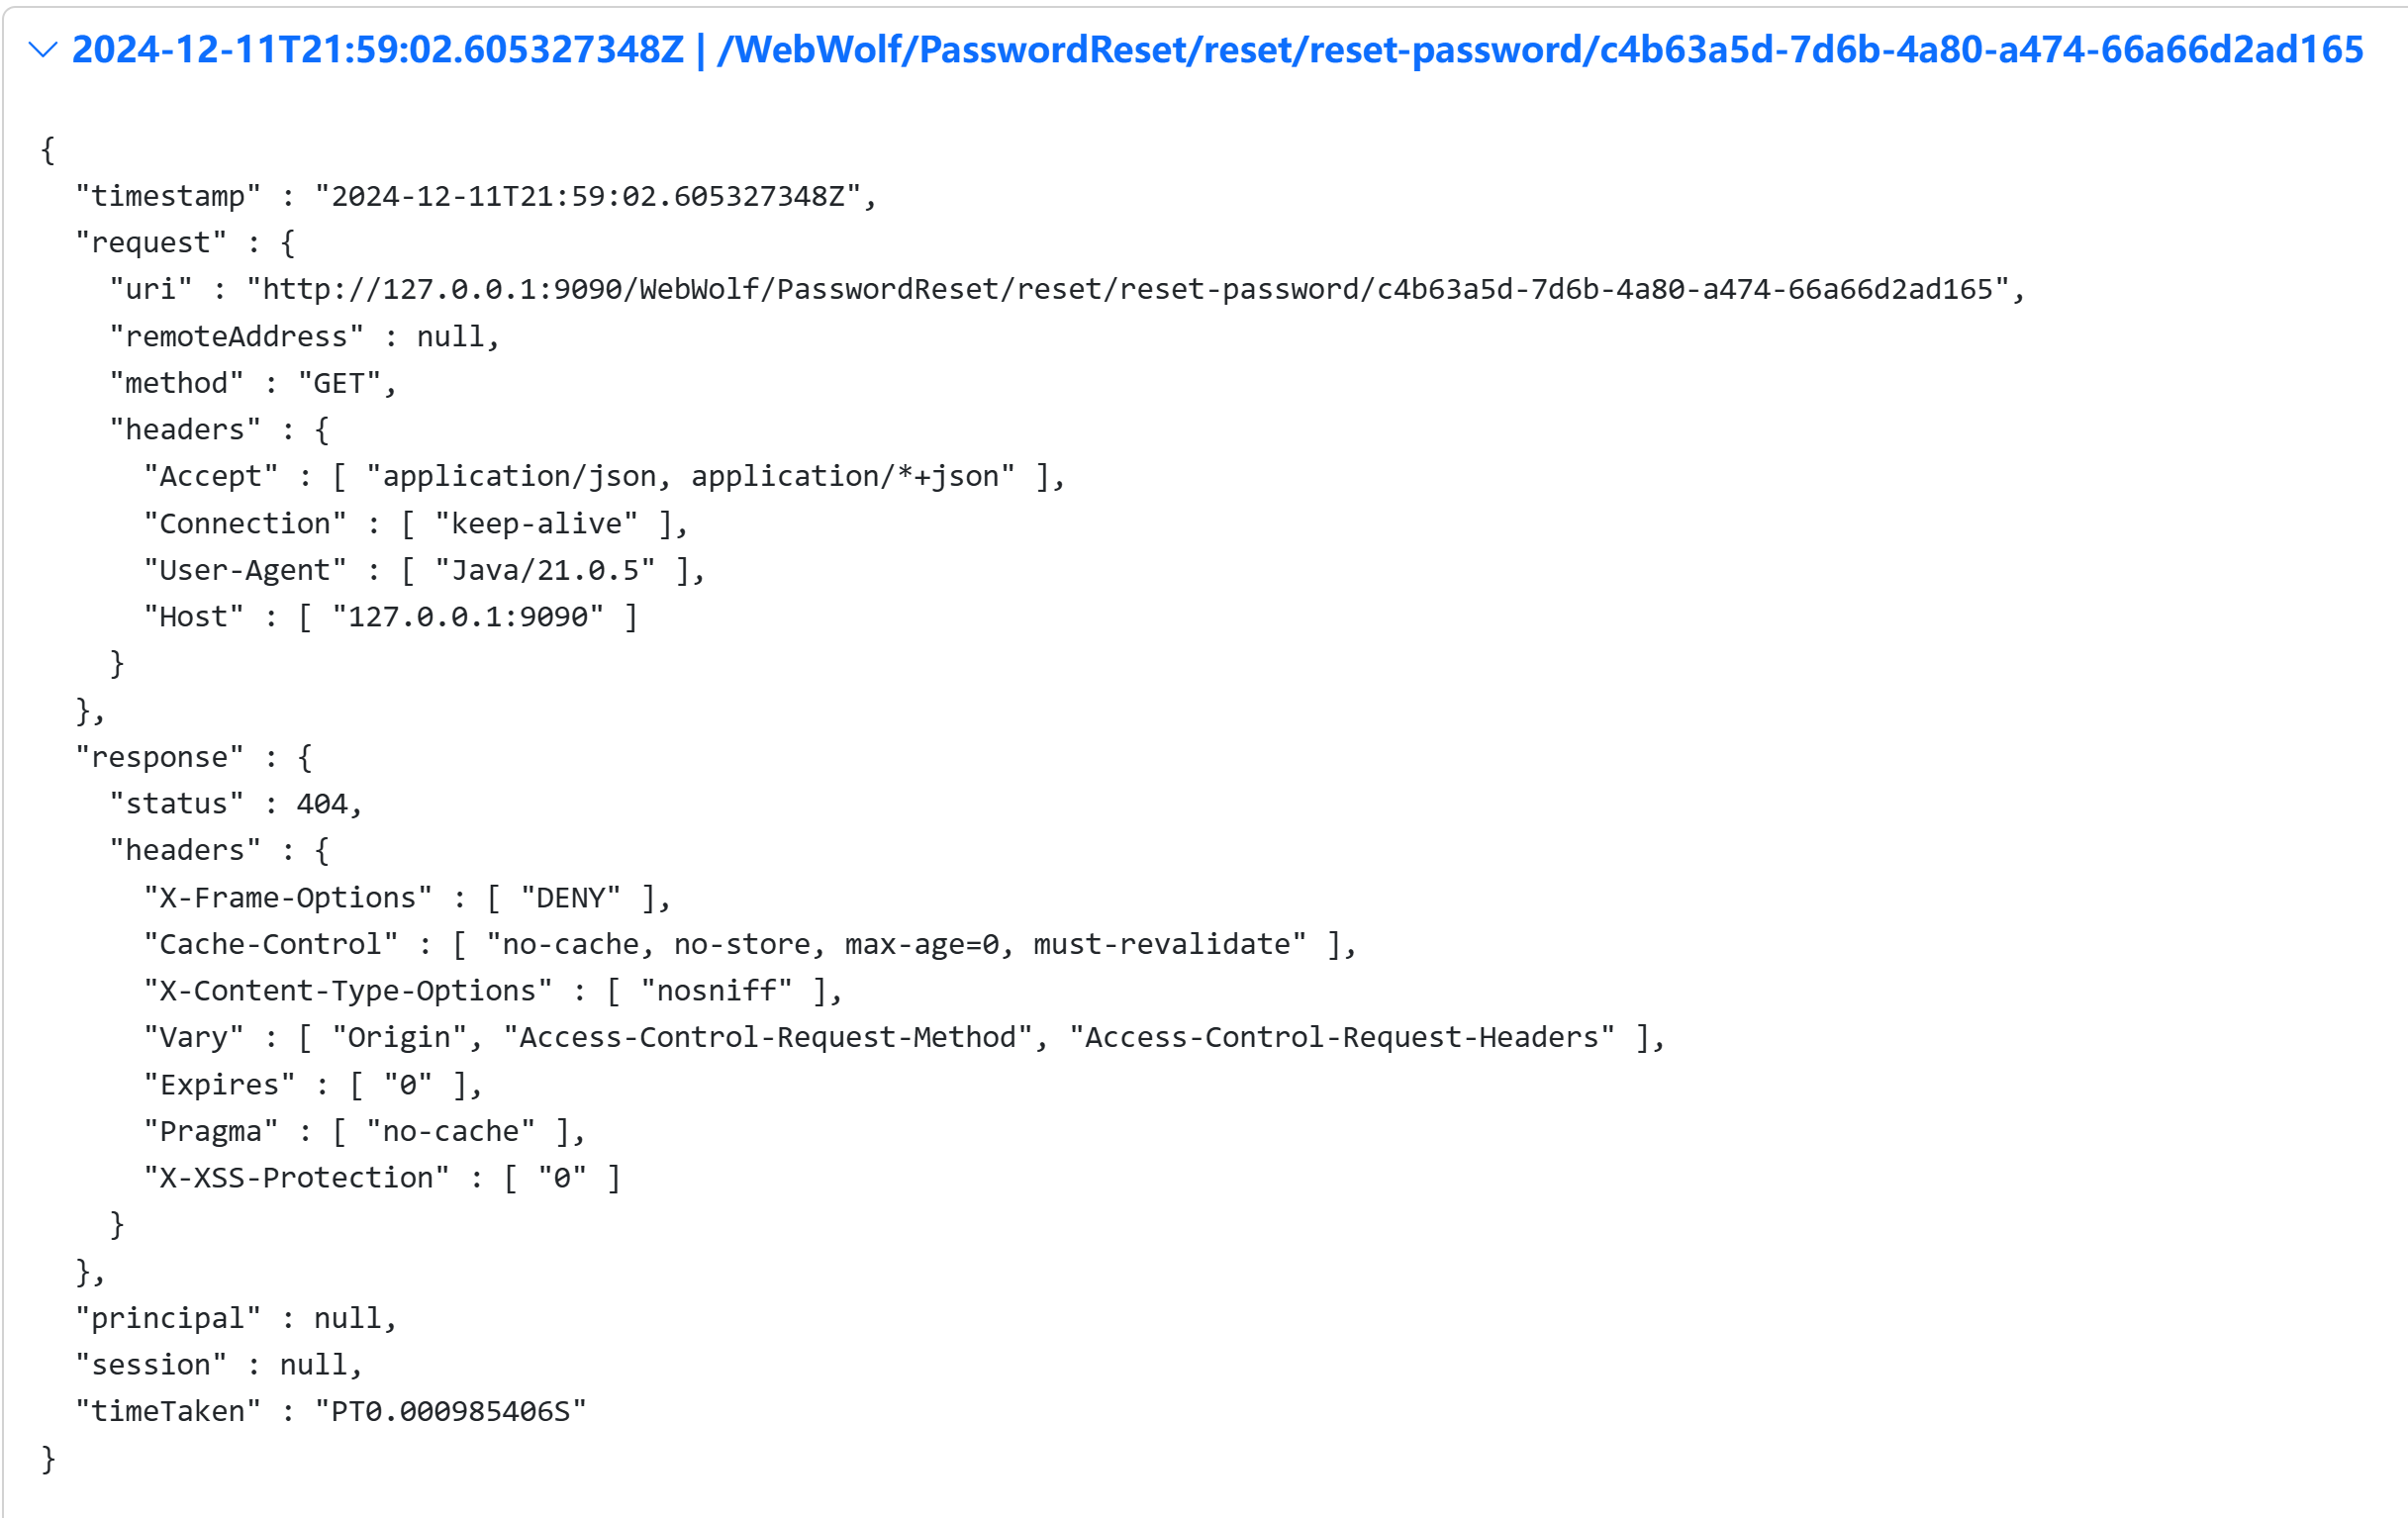 2024-12-11T21:59:02.605327348Z | /WebWolf/PasswordReset/reset/reset-password/c4b63a5d-7d6b-4a80-a474-66a66d2ad165
{
  "timestamp" : "2024-12-11T21:59:02.605327348Z",
  "request" : {
    "uri" : "http://127.0.0.1:9090/WebWolf/PasswordReset/reset/reset-password/c4b63a5d-7d6b-4a80-a474-66a66d2ad165",
    "remoteAddress" : null,
    "method" : "GET",
    "headers" : {
      "Accept" : [ "application/json, application/*+json" ],
      "Connection" : [ "keep-alive" ],
      "User-Agent" : [ "Java/21.0.5" ],
      "Host" : [ "127.0.0.1:9090" ]
    }
  },
  "response" : {
    "status" : 404,
    "headers" : {
      "X-Frame-Options" : [ "DENY" ],
      "Cache-Control" : [ "no-cache, no-store, max-age=0, must-revalidate" ],
      "X-Content-Type-Options" : [ "nosniff" ],
      "Vary" : [ "Origin", "Access-Control-Request-Method", "Access-Control-Request-Headers" ],
      "Expires" : [ "0" ],
      "Pragma" : [ "no-cache" ],
      "X-XSS-Protection" : [ "0" ]
    }
  },
  "principal" : null,
  "session" : null,
  "timeTaken" : "PT0.000985406S"
}